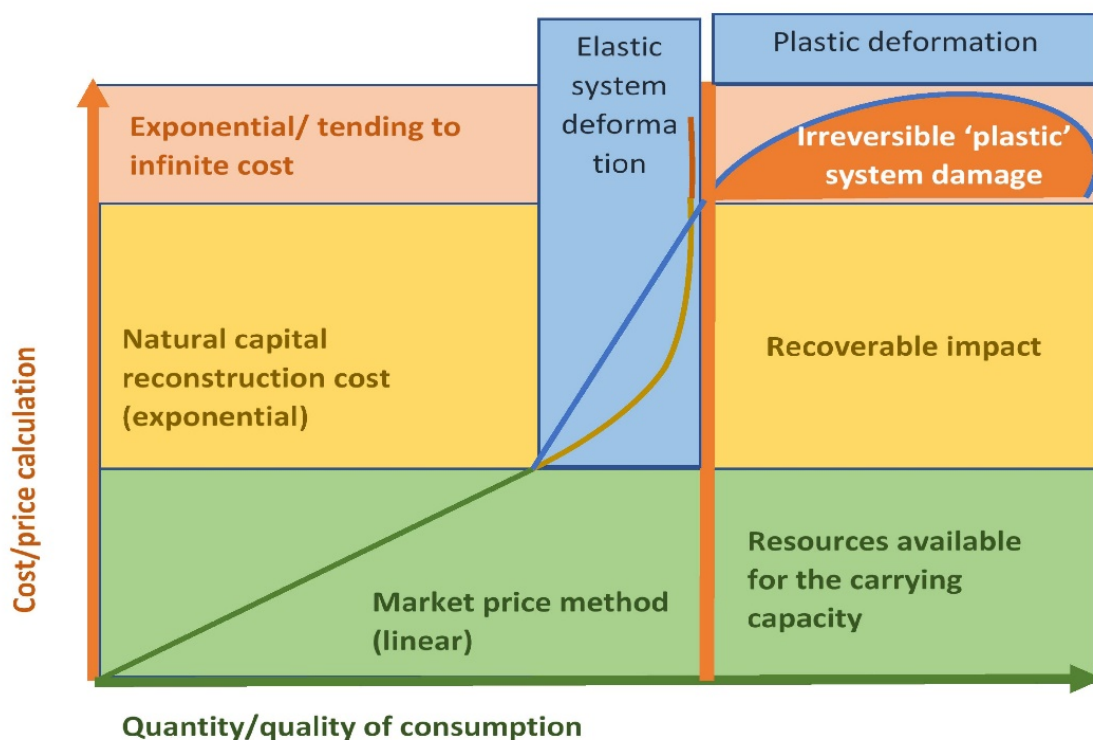 Elastic
system
deforma
tion
Plastic deformation
Exponential/ tending to
infinite cost
Irreversible ‘plastic’
system damage
Natural capital
reconstruction cost
(exponential)
Recoverable impact
Market price method
(linear)
Resources available
for the carrying
capacity
Cost/price calculation
Quantity/quality of consumption